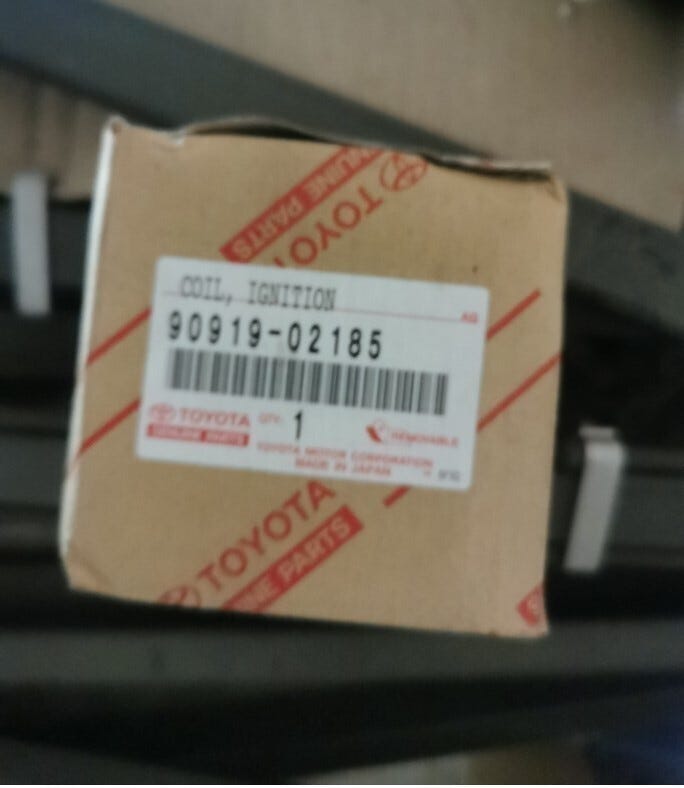 GENUINE PARTS
TOYOTA
COIL, IGNITION
90919-02185
TOYOTA QTY. 1
GENUINE PARTS
REMOVABLE
TOYOTA MOTOR CORPORATION
MADE IN JAPAN
TOYOTA
GENUINE PARTS